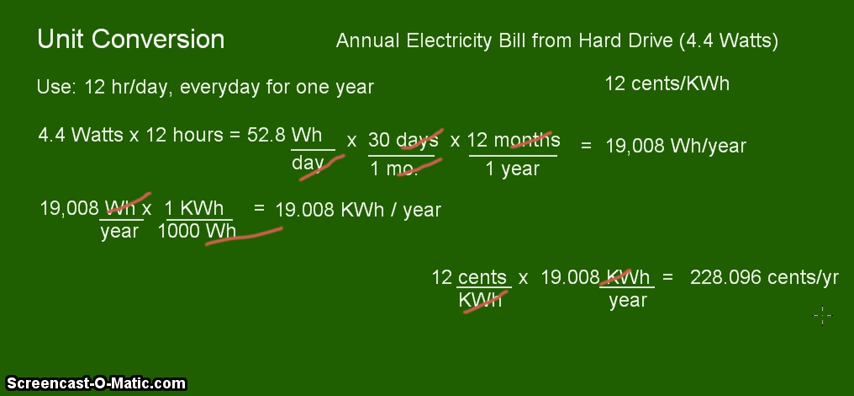 Unit Conversion
Annual Electricity Bill from Hard Drive (4.4 Watts)
Use: 12 hr/day, everyday for one year
12 cents/KWh
4.4 Watts x 12 hours = 52.8 Wh/day x 30 days/1 mo. x 12 months/1 year = 19,008 Wh/year
19,008 Wh/year x 1 KWh/1000 Wh = 19.008 KWh / year
12 cents/KWh x 19.008 KWh/year = 228.096 cents/yr
Screencast-O-Matic.com